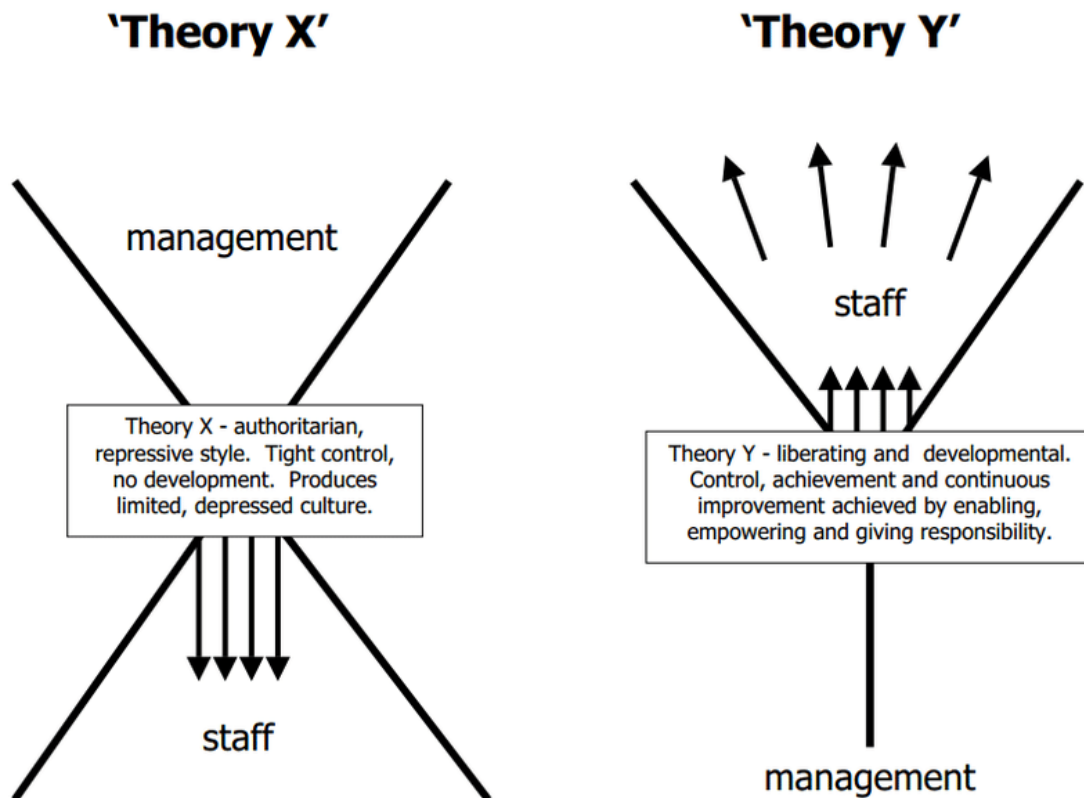 ‘Theory X’
management
Theory X - authoritarian,
repressive style.  Tight control,
no development.  Produces
limited, depressed culture.
staff
‘Theory Y’
staff
Theory Y - liberating and  developmental.
Control, achievement and continuous
improvement achieved by enabling,
empowering and giving responsibility.
management